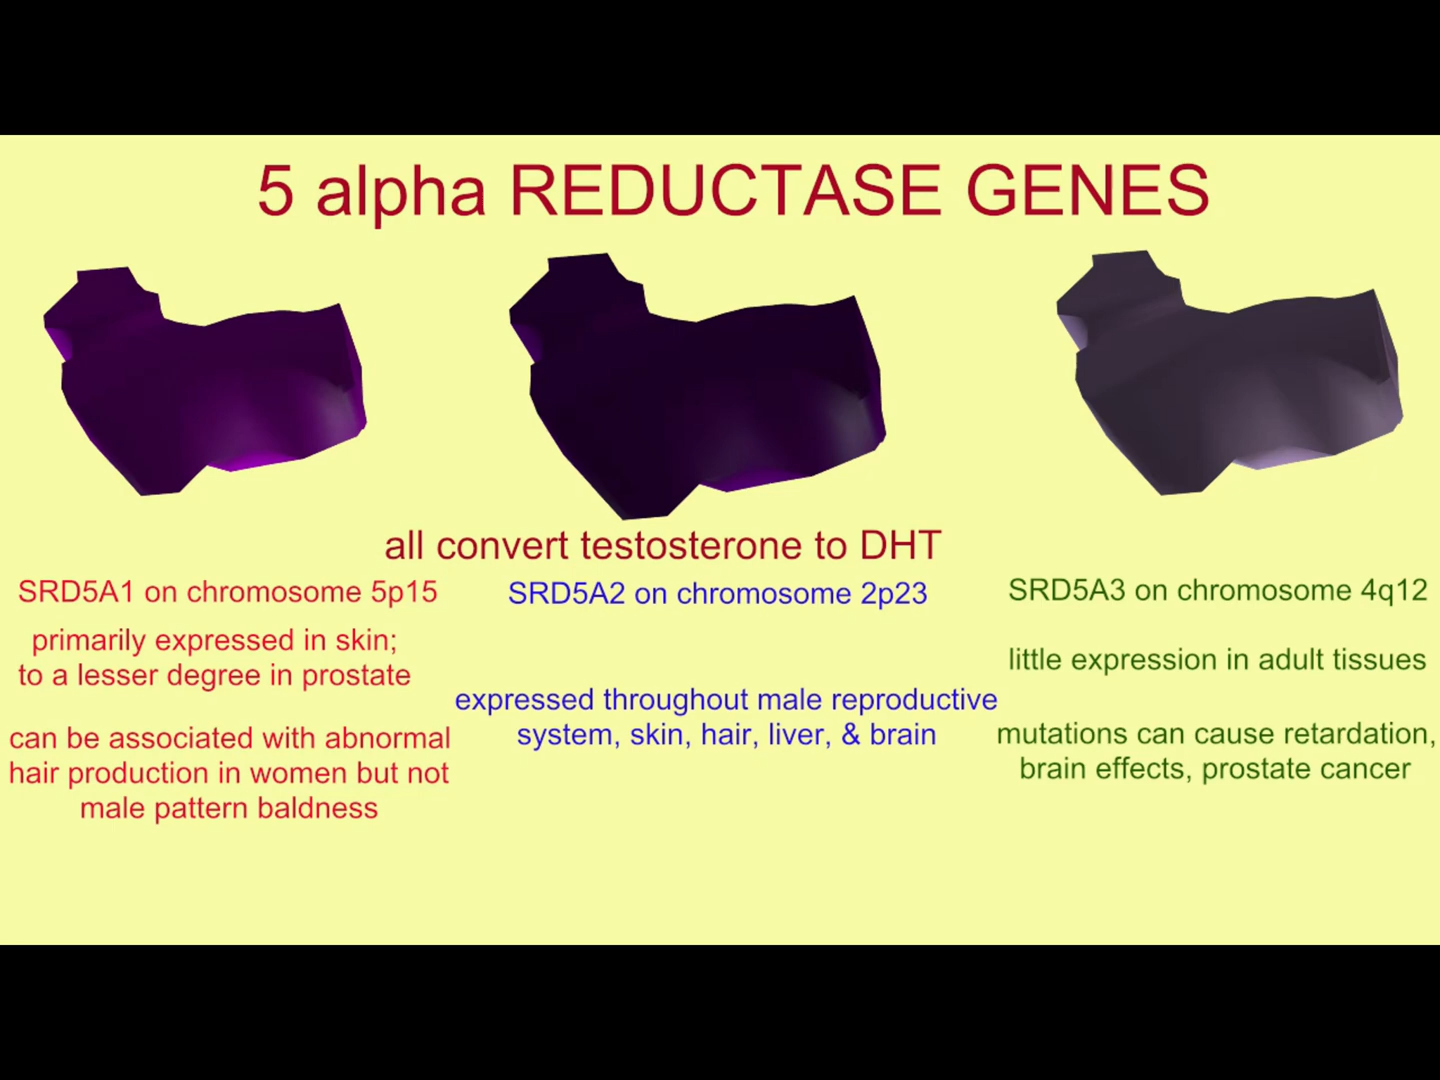 5 alpha REDUCTASE GENES
all convert testosterone to DHT
SRD5A1 on chromosome 5p15
primarily expressed in skin;
to a lesser degree in prostate
can be associated with abnormal
hair production in women but not
male pattern baldness
SRD5A2 on chromosome 2p23
expressed throughout male reproductive
system, skin, hair, liver, & brain
SRD5A3 on chromosome 4q12
little expression in adult tissues
mutations can cause retardation,
brain effects, prostate cancer